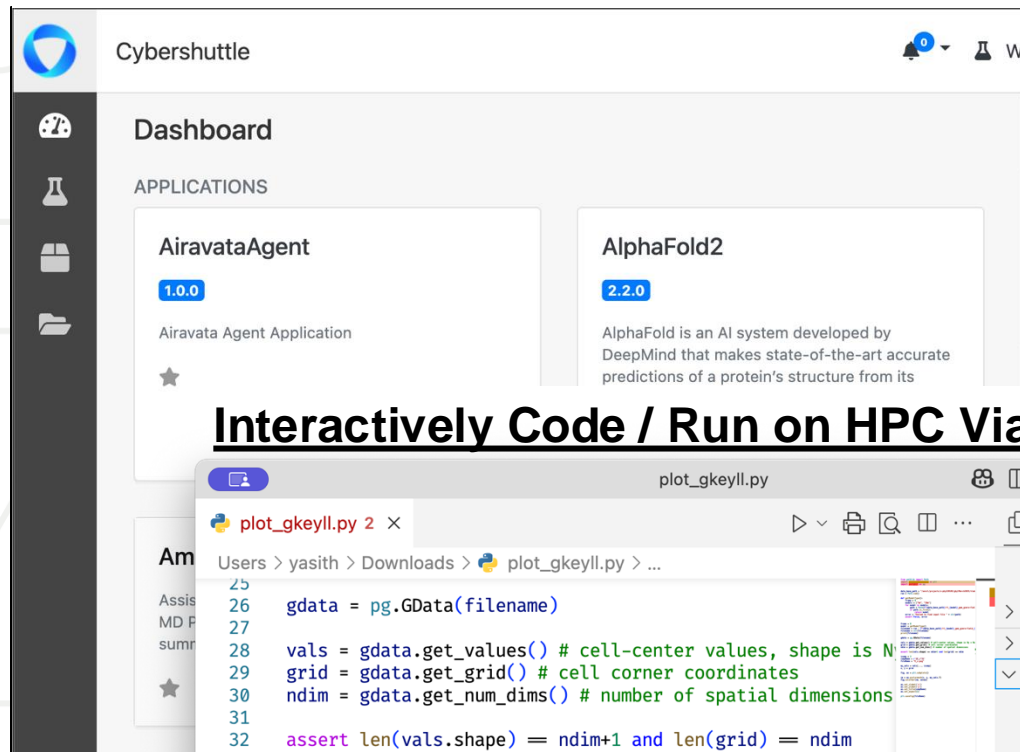 Cybershuttle
0
W
Dashboard
APPLICATIONS
AiravataAgent
1.0.0
Airavata Agent Application
AlphaFold2
2.2.0
AlphaFold is an AI system developed by
DeepMind that makes state-of-the-art accurate
predictions of a protein's structure from its
Interactively Code / Run on HPC Via
plot_gkeyll.py
plot_gkeyll.py 2 ×
Am
Assis
MD P
summ
Users > yasith > Downloads > plot_gkeyll.py > ...
25
26 gdata = pg.GData(filename)
27
28 vals = gdata.get_values() # cell-center values, shape is N
29 grid = gdata.get_grid() # cell corner coordinates
30 ndim = gdata.get_num_dims() # number of spatial dimensions
31
32 assert len(vals.shape) == ndim+1 and len(grid) == ndim